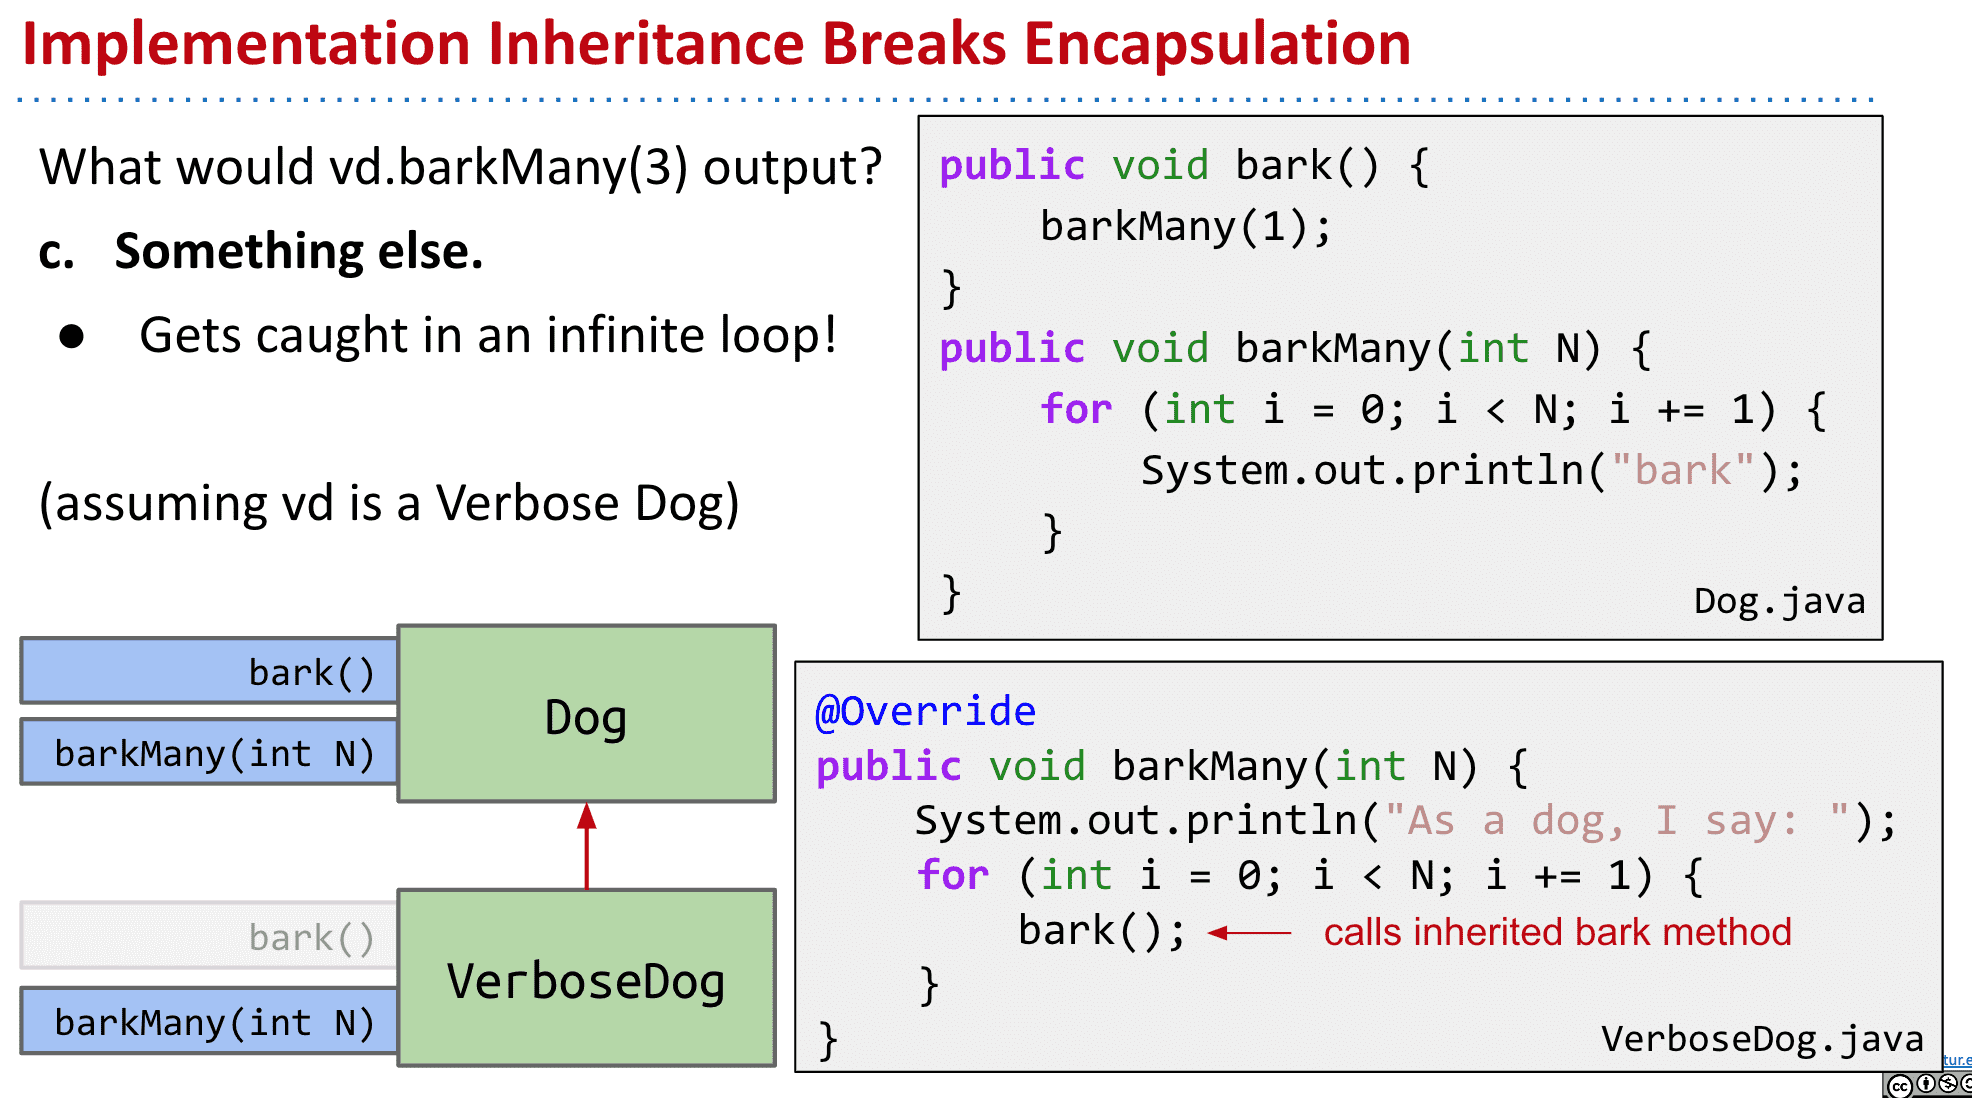 Implementation Inheritance Breaks Encapsulation
What would vd.barkMany(3) output?
c. Something else.
● Gets caught in an infinite loop!
(assuming vd is a Verbose Dog)
public void bark() {
    barkMany(1);
}
public void barkMany(int N) {
    for (int i = 0; i < N; i += 1) {
        System.out.println("bark");
    }
}
Dog.java
bark()
barkMany(int N)
Dog
bark()
barkMany(int N)
VerboseDog
@Override
public void barkMany(int N) {
    System.out.println("As a dog, I say: ");
    for (int i = 0; i < N; i += 1) {
        bark(); calls inherited bark method
    }
}
VerboseDog.java
cc